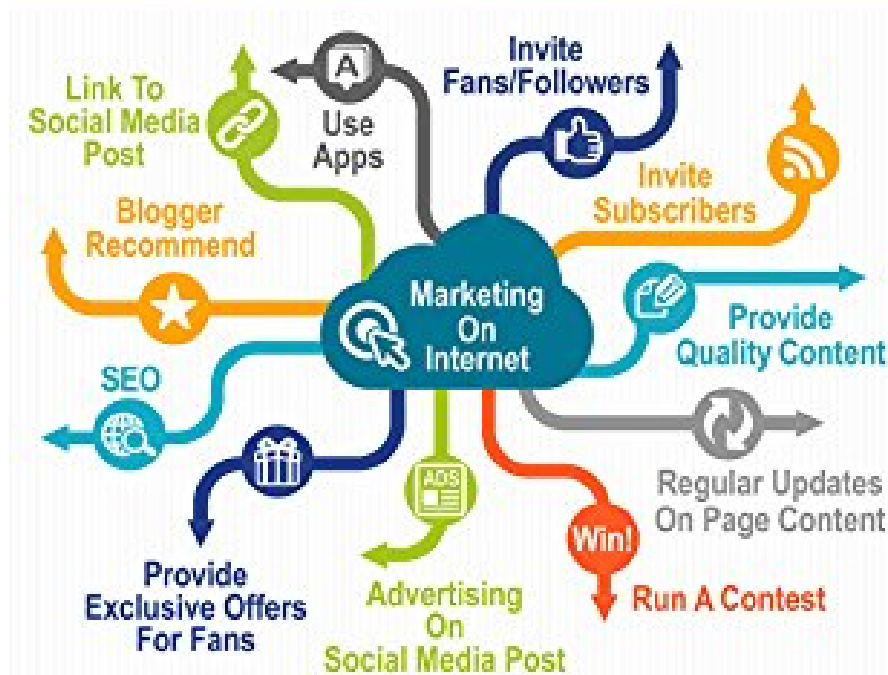 Link To
Social Media
Post
A
Use
Apps
Invite
Fans/Followers
Invite
Subscribers
Blogger
Recommend
Marketing
On
Internet
Provide
Quality Content
SEO
Regular Updates
On Page Content
ADS
Win!
Provide
Exclusive Offers
For Fans
Advertising
On
Social Media Post
Run A Contest